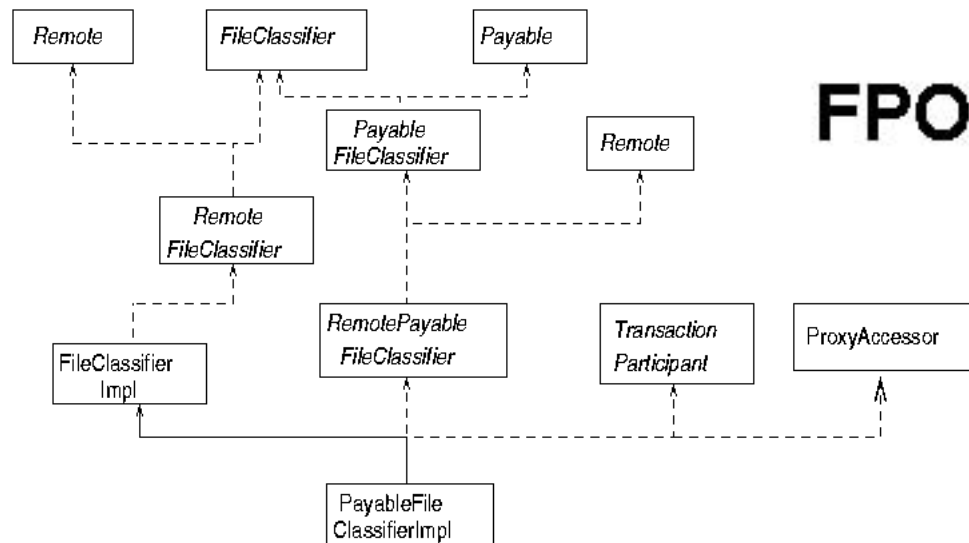 Remote
FileClassifier
Payable
FPO
Payable
FileClassifier
Remote
Remote
FileClassifier
RemotePayable
FileClassifier
Transaction
Participant
ProxyAccessor
FileClassifier
Impl
PayableFile
ClassifierImpl